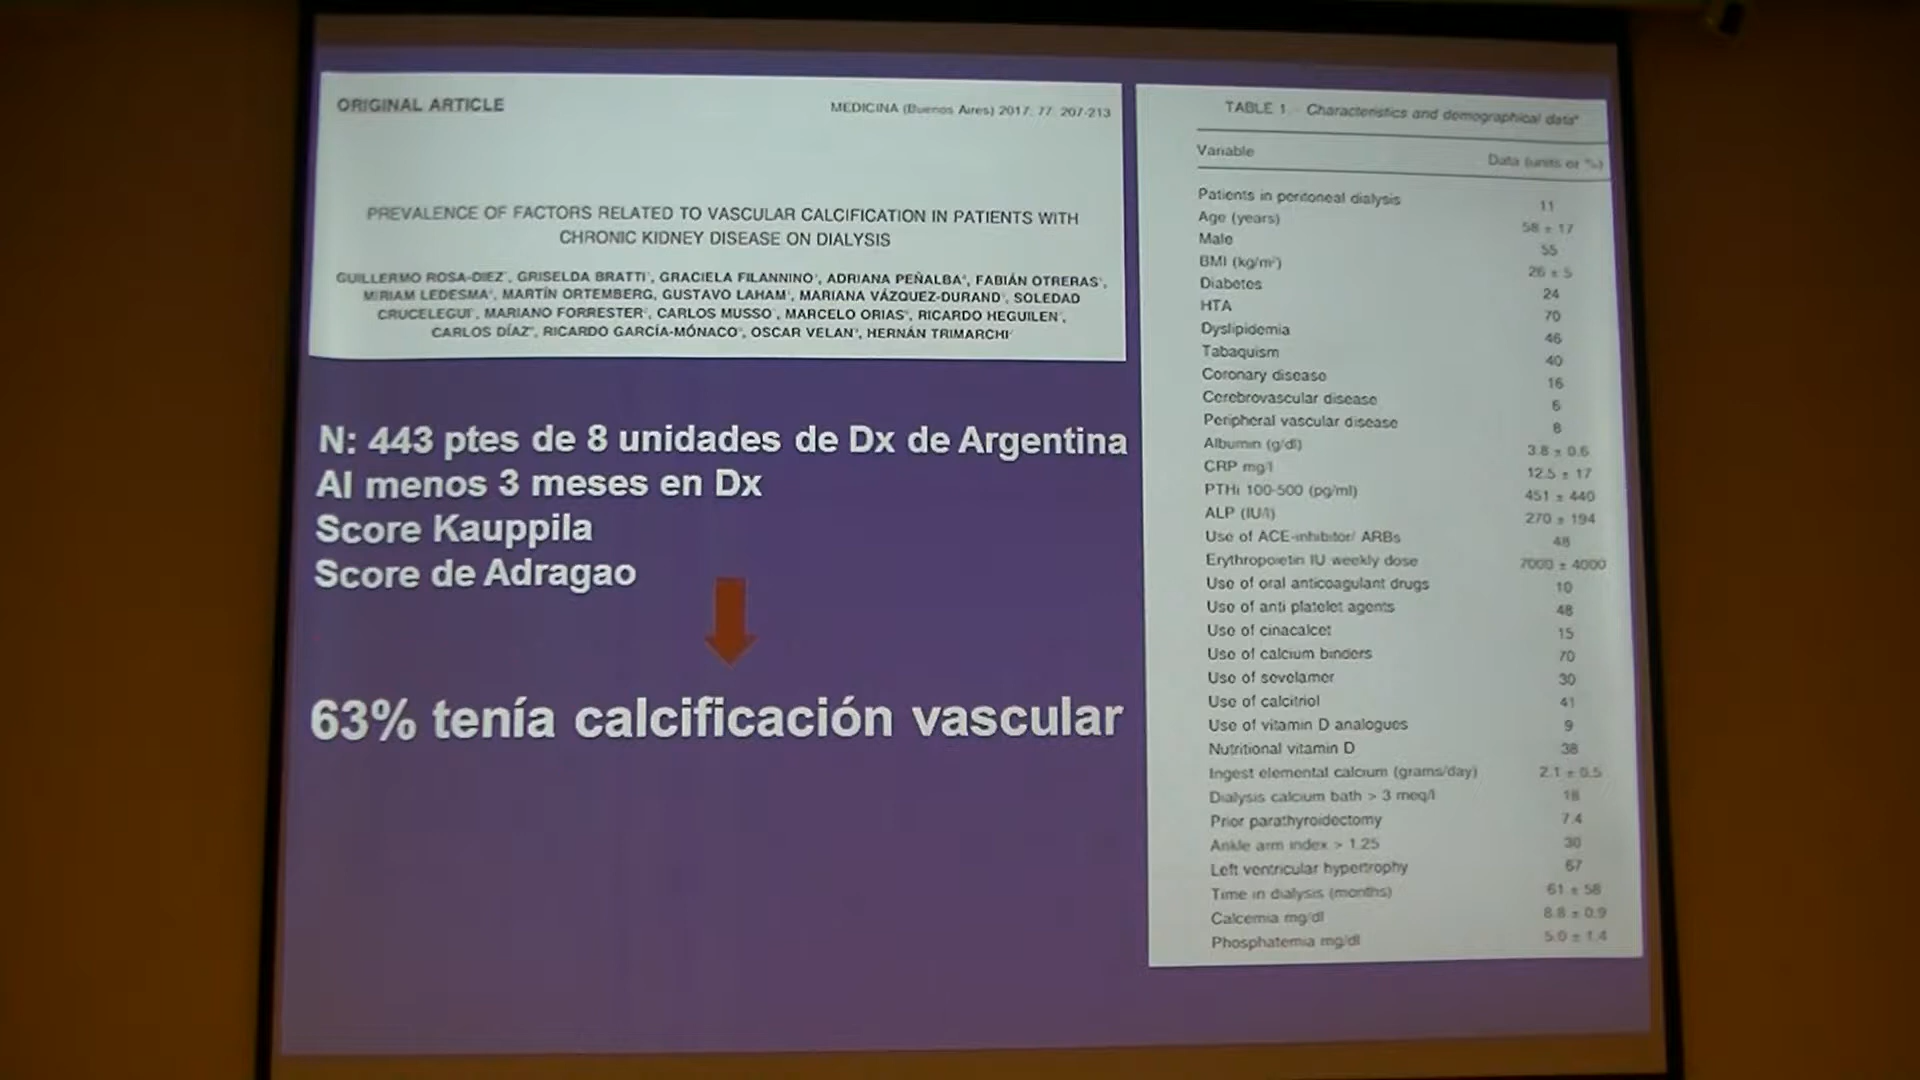 ORIGINAL ARTICLE
MEDICINA (Buenos Aires) 2017; 77: 207-213
PREVALENCE OF FACTORS RELATED TO VASCULAR CALCIFICATION IN PATIENTS WITH
CHRONIC KIDNEY DISEASE ON DIALYSIS
GUILLERMO ROSA-DIEZ, GRISELDA BRATTI, GRACIELA FILANNINO, ADRIANA PEÑALBA, FABIÁN OTRERAS,
MIRIAM LEDESMA, MARTÍN ORTEMBERG, GUSTAVO LAHAM, MARIANA VÁZQUEZ-DURAND, SOLEDAD
CRUCELEGUI, MARIANO FORRESTER, CARLOS MUSSO, MARCELO ORIAS, RICARDO HEGUILEN,
CARLOS DÍAZ, RICARDO GARCÍA-MÓNACO, OSCAR VELAN, HERNÁN TRIMARCHI
N: 443 ptes de 8 unidades de Dx de Argentina
Al menos 3 meses en Dx
Score Kauppila
Score de Adragao
63% tenía calcificación vascular
TABLE 1.- Characteristics and demographical data*
Variable Data (units or %)
Patients in peritoneal dialysis 11
Age (years) 58 ± 17
Male 55
BMI (kg/m²) 26 ± 5
Diabetes 24
HTA 70
Dyslipidemia 46
Tabaquism 40
Coronary disease 16
Cerebrovascular disease 6
Peripheral vascular disease 8
Albumin (g/dl) 3.8 ± 0.6
CRP mg/l 12.5 ± 17
PTHi 100-500 (pg/ml) 451 ± 440
ALP (IU/l) 270 ± 194
Use of ACE-inhibitor/ ARBs 48
Erythropoietin IU weekly dose 7000 ± 4000
Use of oral anticoagulant drugs 10
Use of anti platelet agents 48
Use of cinacalcet 15
Use of calcium binders 70
Use of sevelamer 30
Use of calcitriol 41
Use of vitamin D analogues 9
Nutritional vitamin D 38
Ingest elemental calcium (grams/day) 2.1 ± 0.5
Dialysis calcium bath > 3 meq/l 18
Prior parathyroidectomy 7.4
Ankle arm index > 1.25 30
Left ventricular hypertrophy 67
Time in dialysis (months) 61 ± 58
Calcemia mg/dl 8.8 ± 0.9
Phosphatemia mg/dl 5.0 ± 1.4